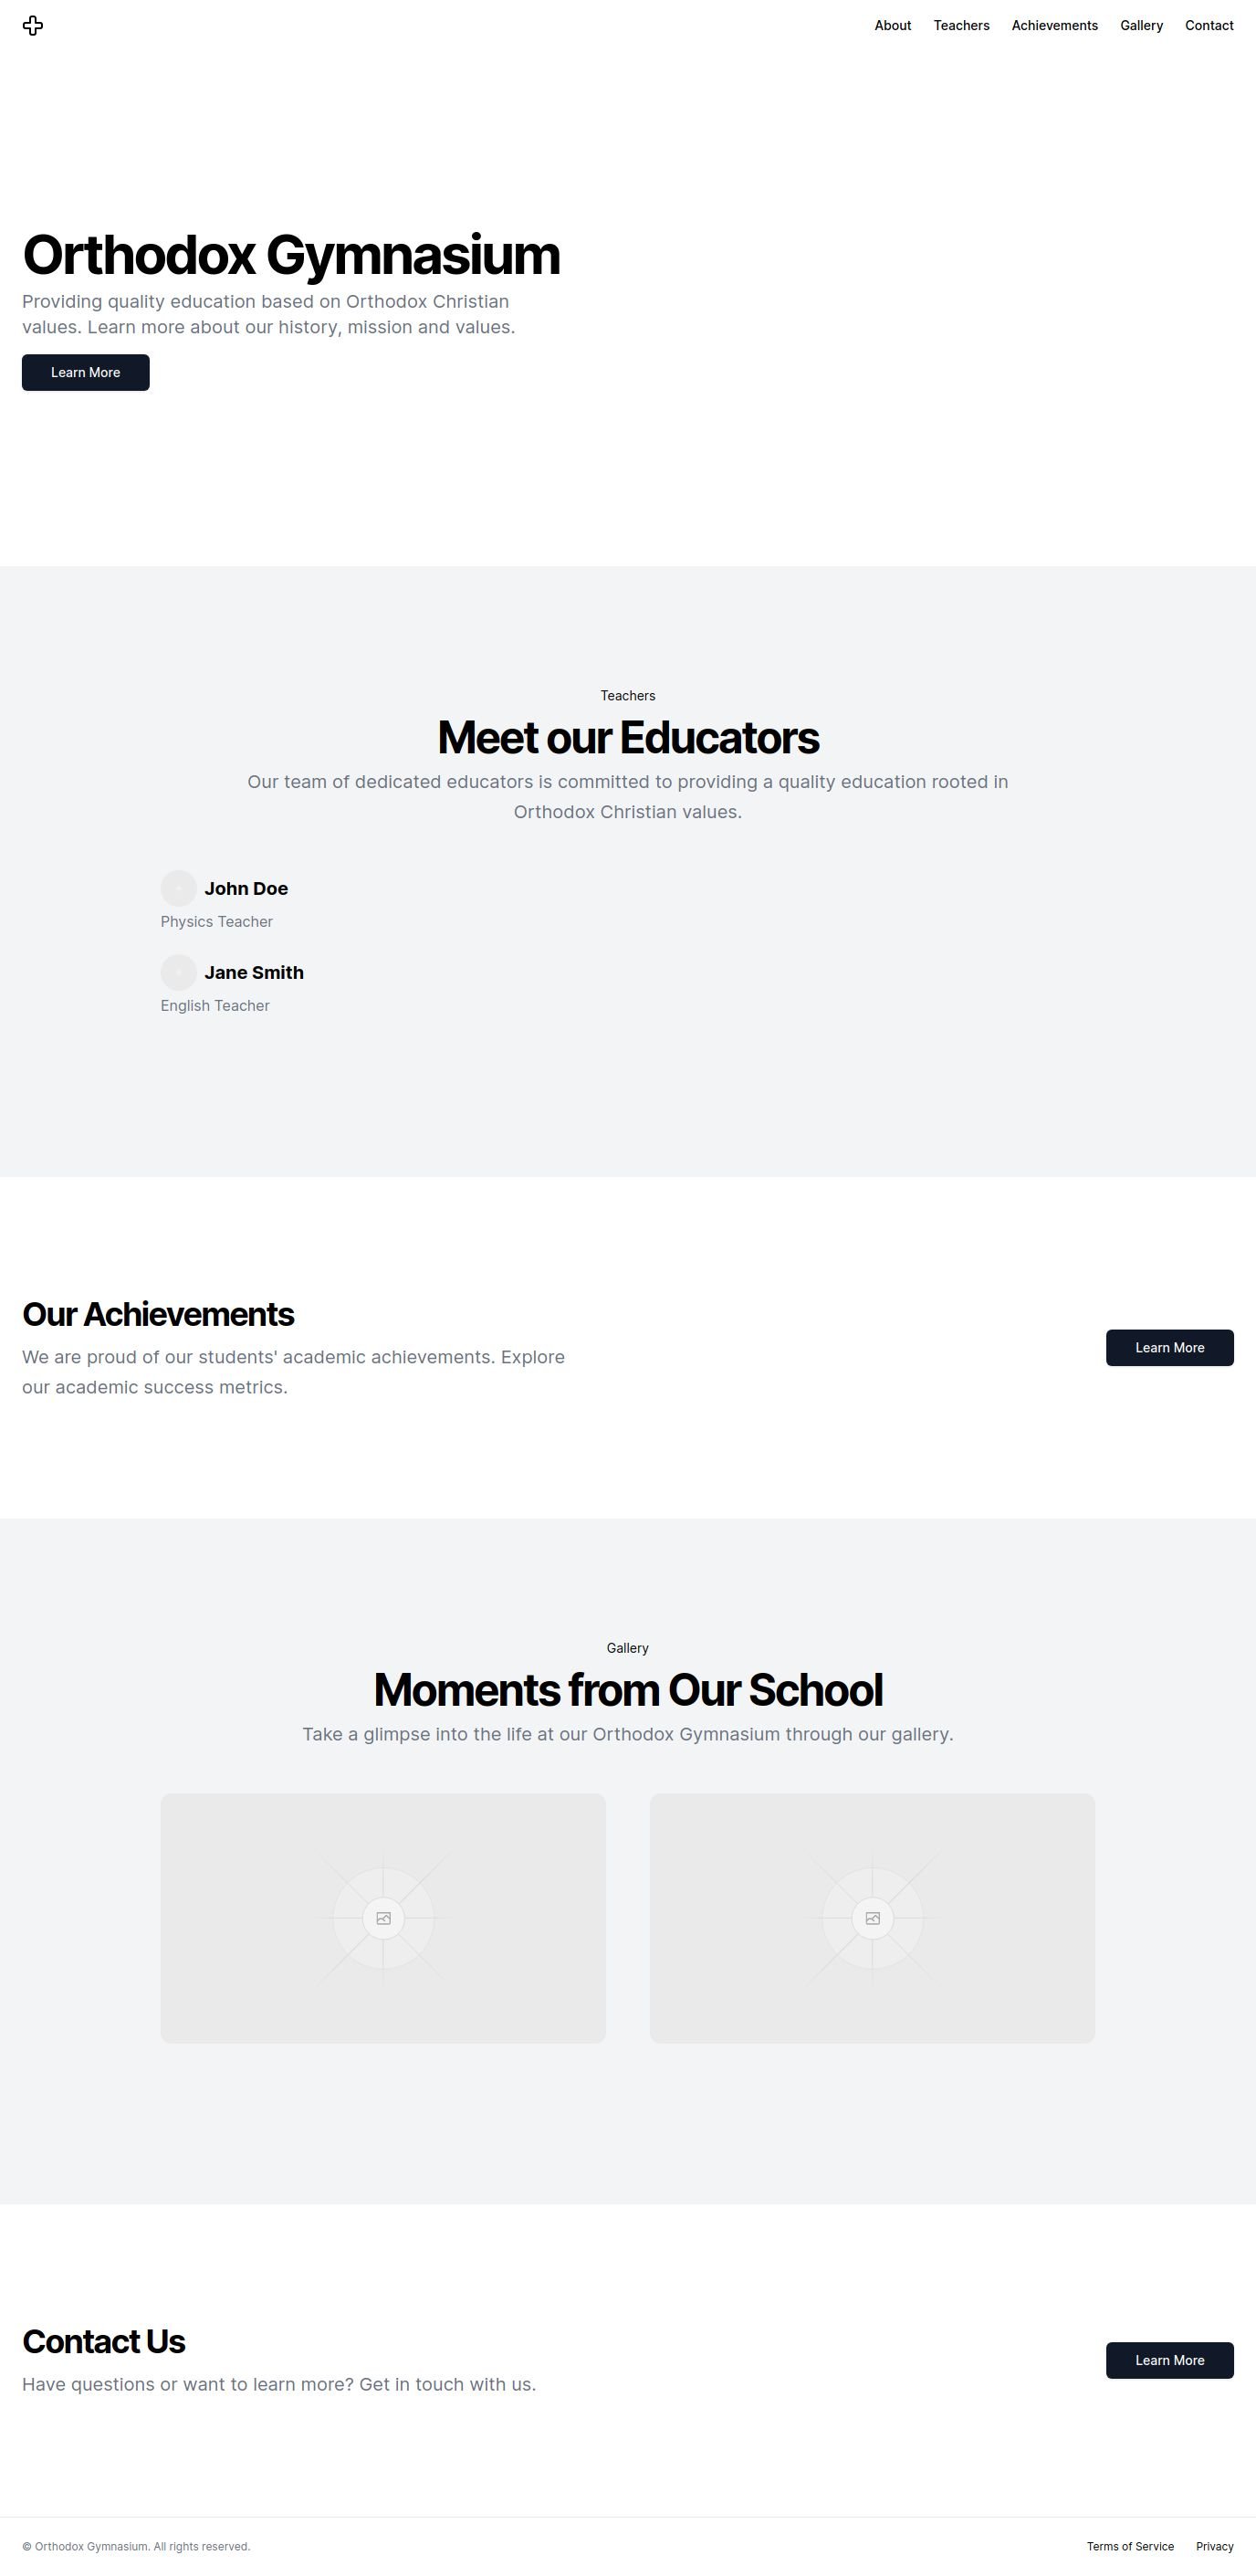 About Teachers Achievements Gallery Contact
Orthodox Gymnasium
Providing quality education based on Orthodox Christian
values. Learn more about our history, mission and values.
Learn More
Teachers
Meet our Educators
Our team of dedicated educators is committed to providing a quality education rooted in
Orthodox Christian values.
John Doe
Physics Teacher
Jane Smith
English Teacher
Our Achievements
We are proud of our students' academic achievements. Explore
our academic success metrics.
Learn More
Gallery
Moments from Our School
Take a glimpse into the life at our Orthodox Gymnasium through our gallery.
Contact Us
Have questions or want to learn more? Get in touch with us.
Learn More
© Orthodox Gymnasium. All rights reserved.
Terms of Service Privacy